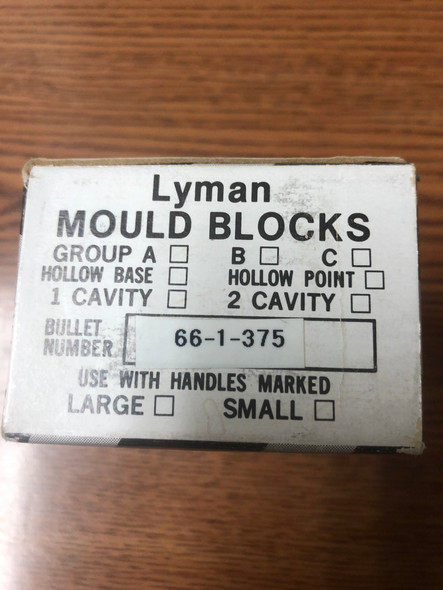 Lyman
MOULD BLOCKS
GROUP A B C
HOLLOW BASE HOLLOW POINT
1 CAVITY 2 CAVITY
BULLET NUMBER 66-1-375
USE WITH HANDLES MARKED
LARGE SMALL